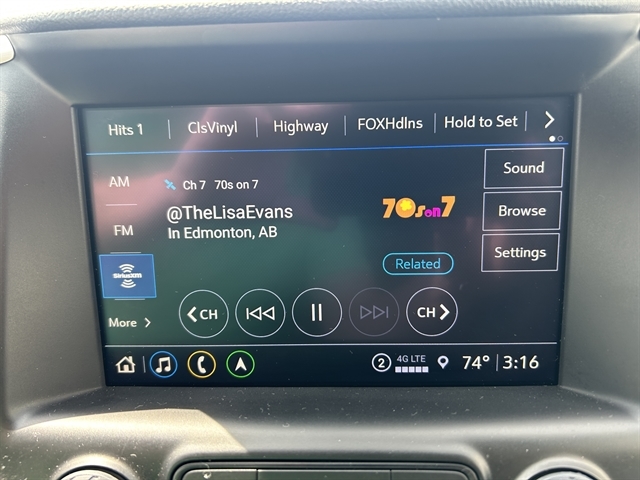 Hits 1 ClsVinyl Highway FOXHdlns Hold to Set
AM
Ch 7 70s on 7
Sound
@TheLisaEvans
70s on 7
Browse
FM
In Edmonton, AB
Settings
SiriusXM
Related
More
CH
CH
2 4G LTE 74° 3:16